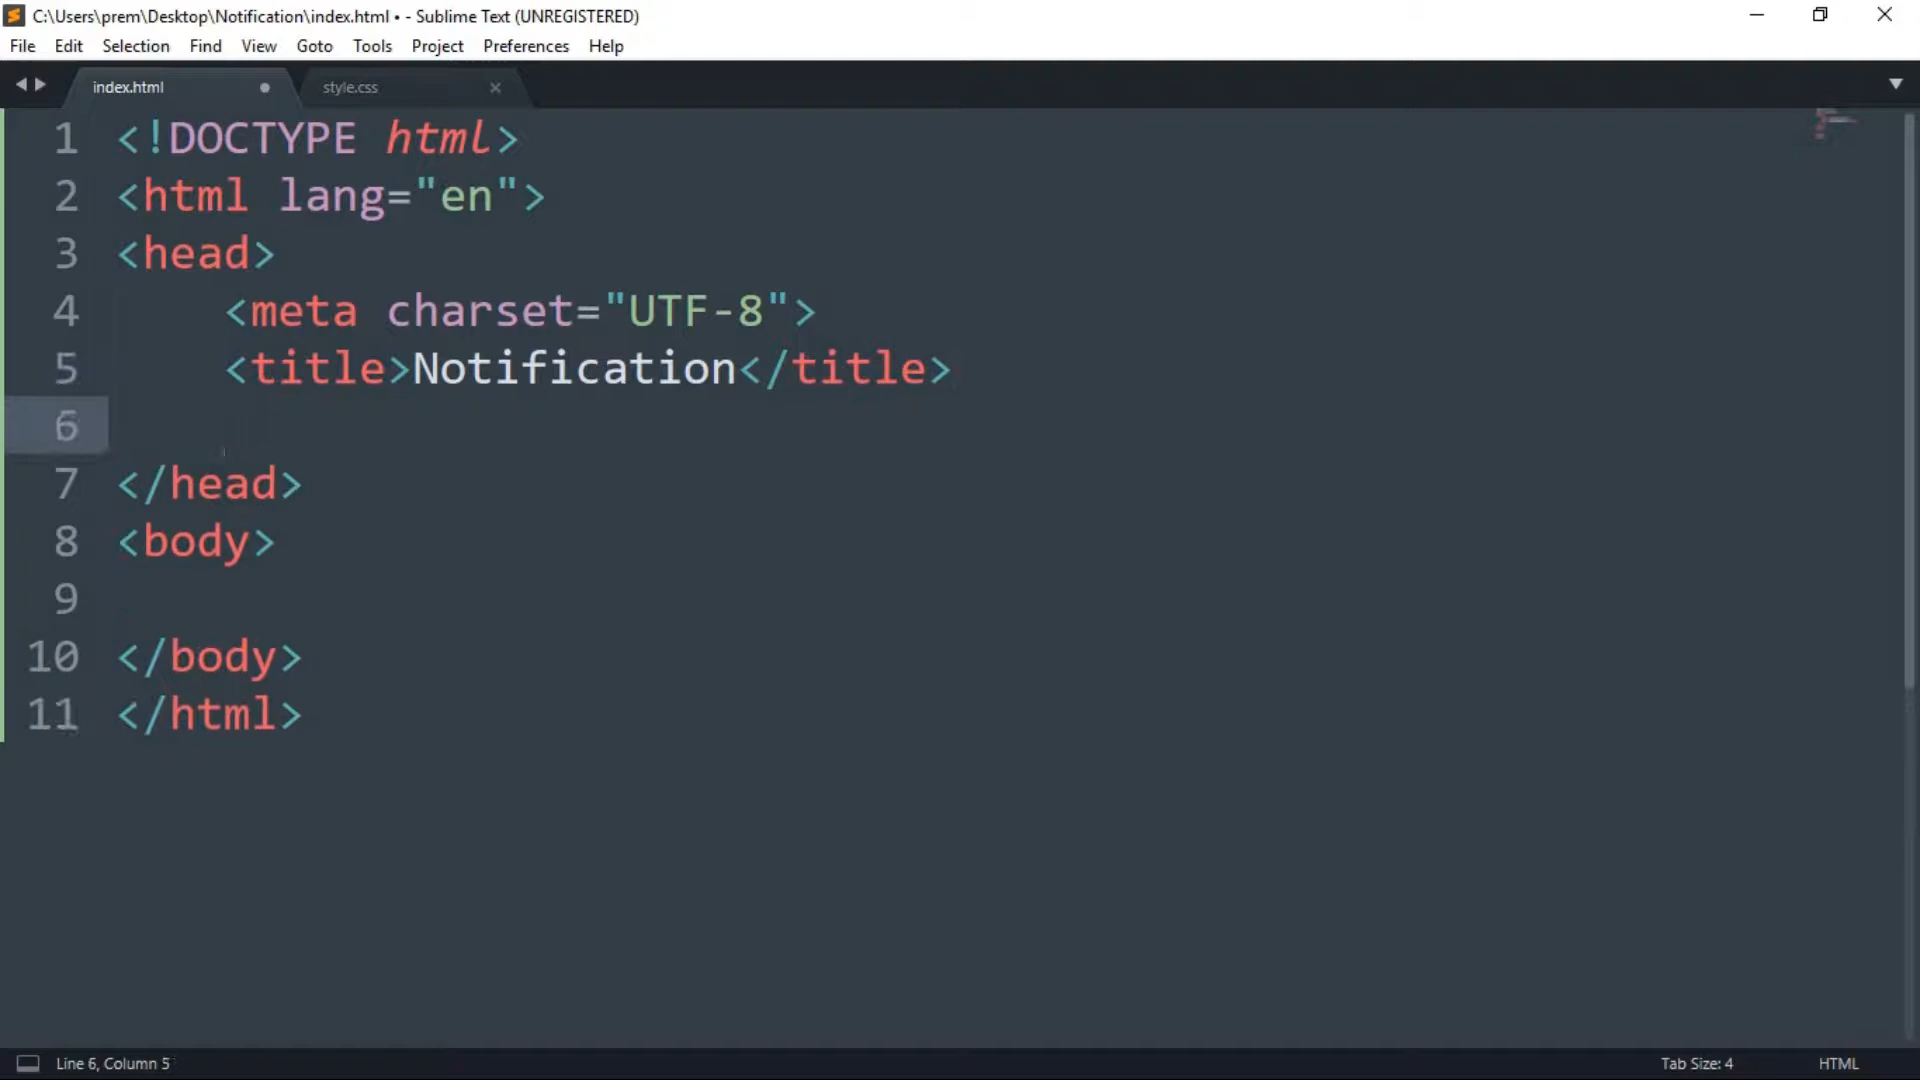 C:\Users\prem\Desktop\Notification\index.html • - Sublime Text (UNREGISTERED)
File Edit Selection Find View Goto Tools Project Preferences Help
index.html style.css
1 <!DOCTYPE html>
2 <html lang="en">
3 <head>
4 <meta charset="UTF-8">
5 <title>Notification</title>
6
7 </head>
8 <body>
9
10 </body>
11 </html>
Line 6, Column 5 Tab Size: 4 HTML